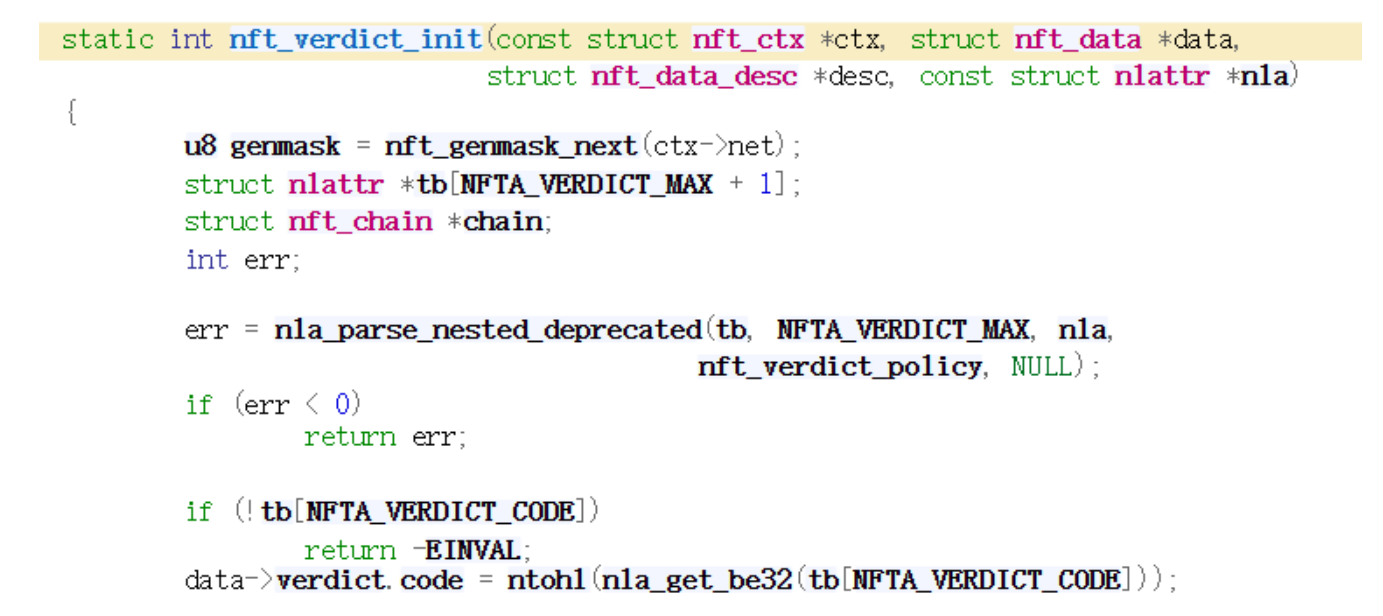 static int nft_verdict_init(const struct nft_ctx *ctx, struct nft_data *data,
struct nft_data_desc *desc, const struct nlattr *nla)
{
u8 genmask = nft_genmask_next(ctx->net);
struct nlattr *tb[NFTA_VERDICT_MAX + 1];
struct nft_chain *chain;
int err;
err = nla_parse_nested_deprecated(tb, NFTA_VERDICT_MAX, nla,
nft_verdict_policy, NULL);
if (err < 0)
return err;
if (!tb[NFTA_VERDICT_CODE])
return -EINVAL;
data->verdict.code = ntohl(nla_get_be32(tb[NFTA_VERDICT_CODE]));